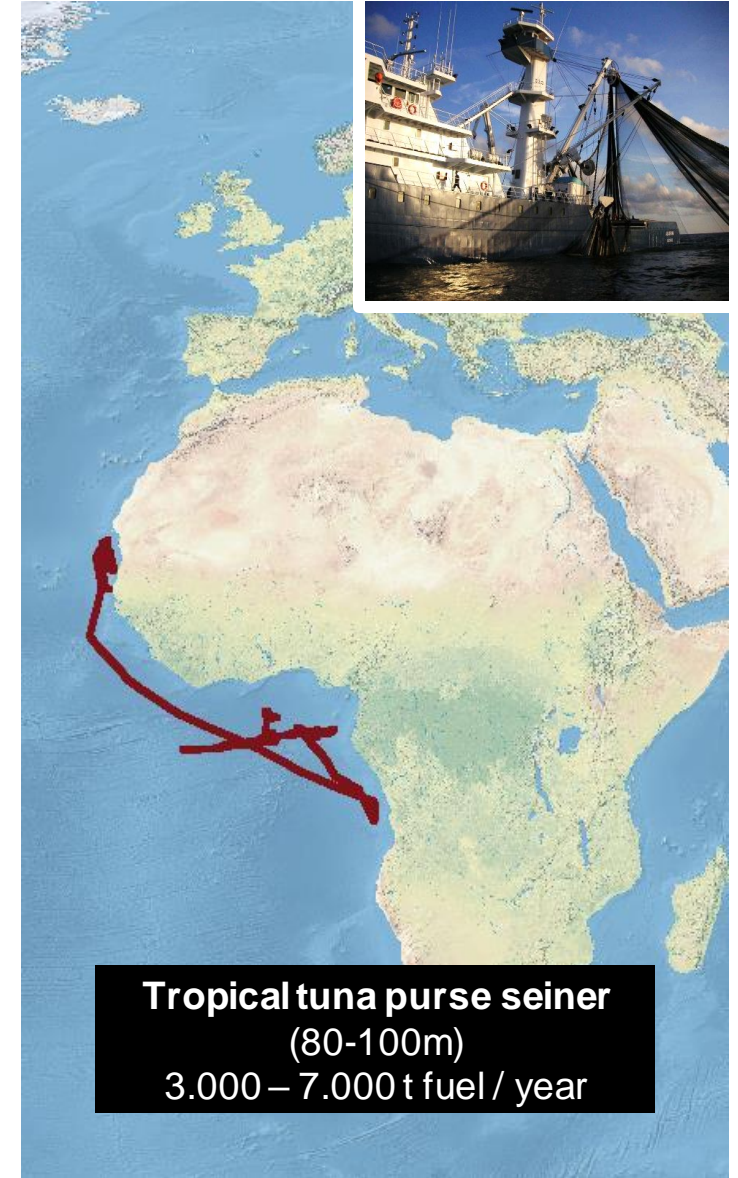 Tropical tuna purse seiner
(80-100m)
3.000 – 7.000 t fuel / year